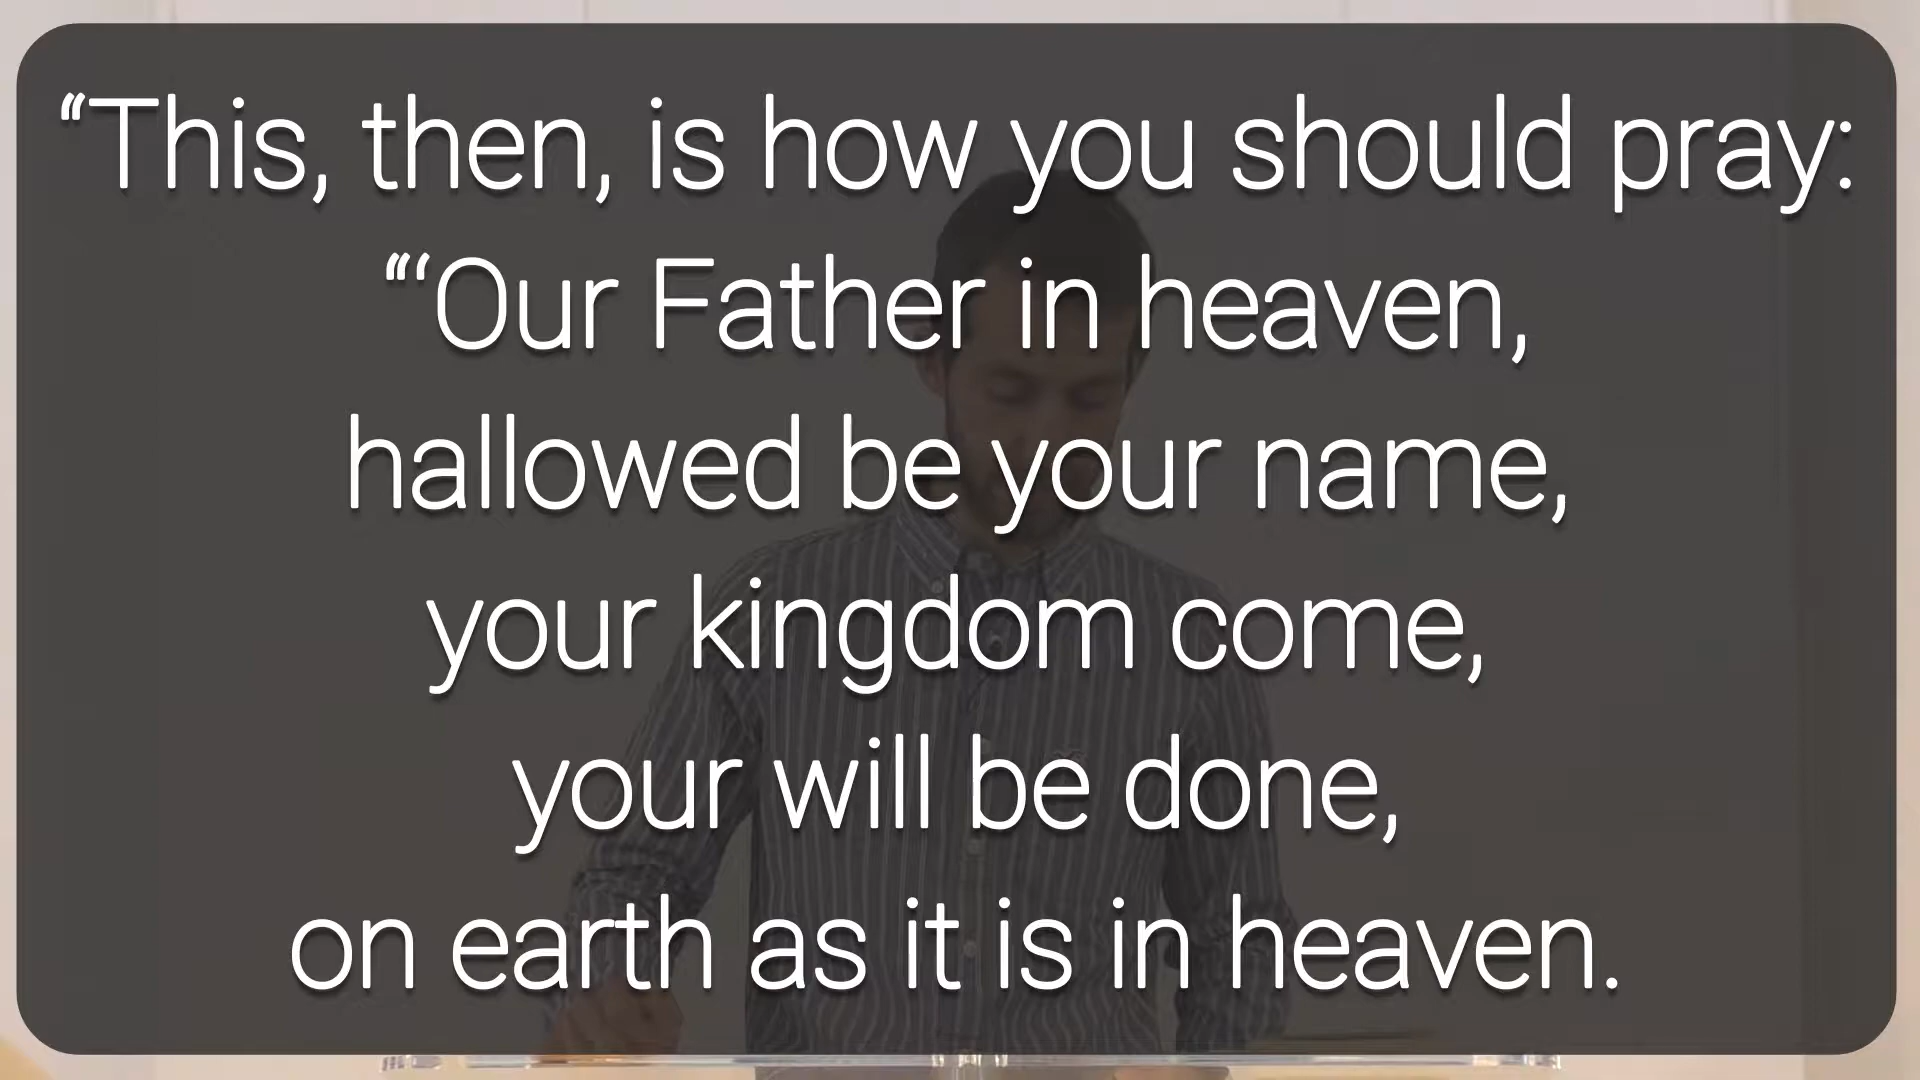 “This, then, is how you should pray:
“‘Our Father in heaven,
hallowed be your name,
your kingdom come,
your will be done,
on earth as it is in heaven.